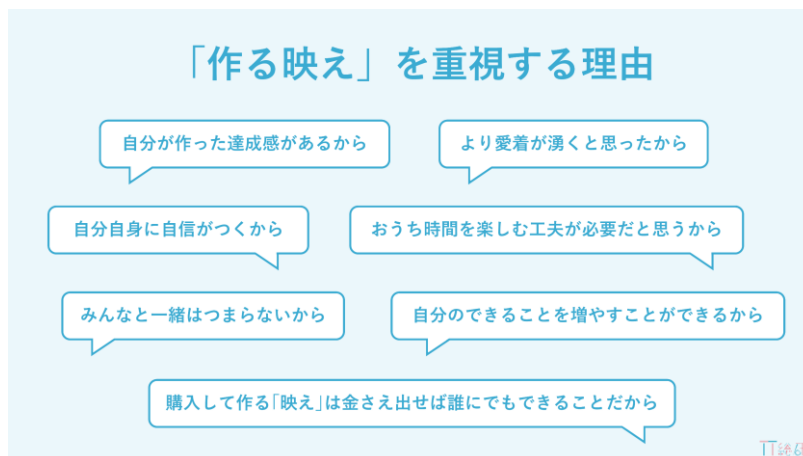 「作る映え」を重視する理由
自分が作った達成感があるから
より愛着が湧くと思ったから
自分自身に自信がつくから
おうち時間を楽しむ工夫が必要だと思うから
みんなと一緒はつまらないから
自分のできることを増やすことができるから
購入して作る「映え」は金さえ出せば誰にでもできることだから